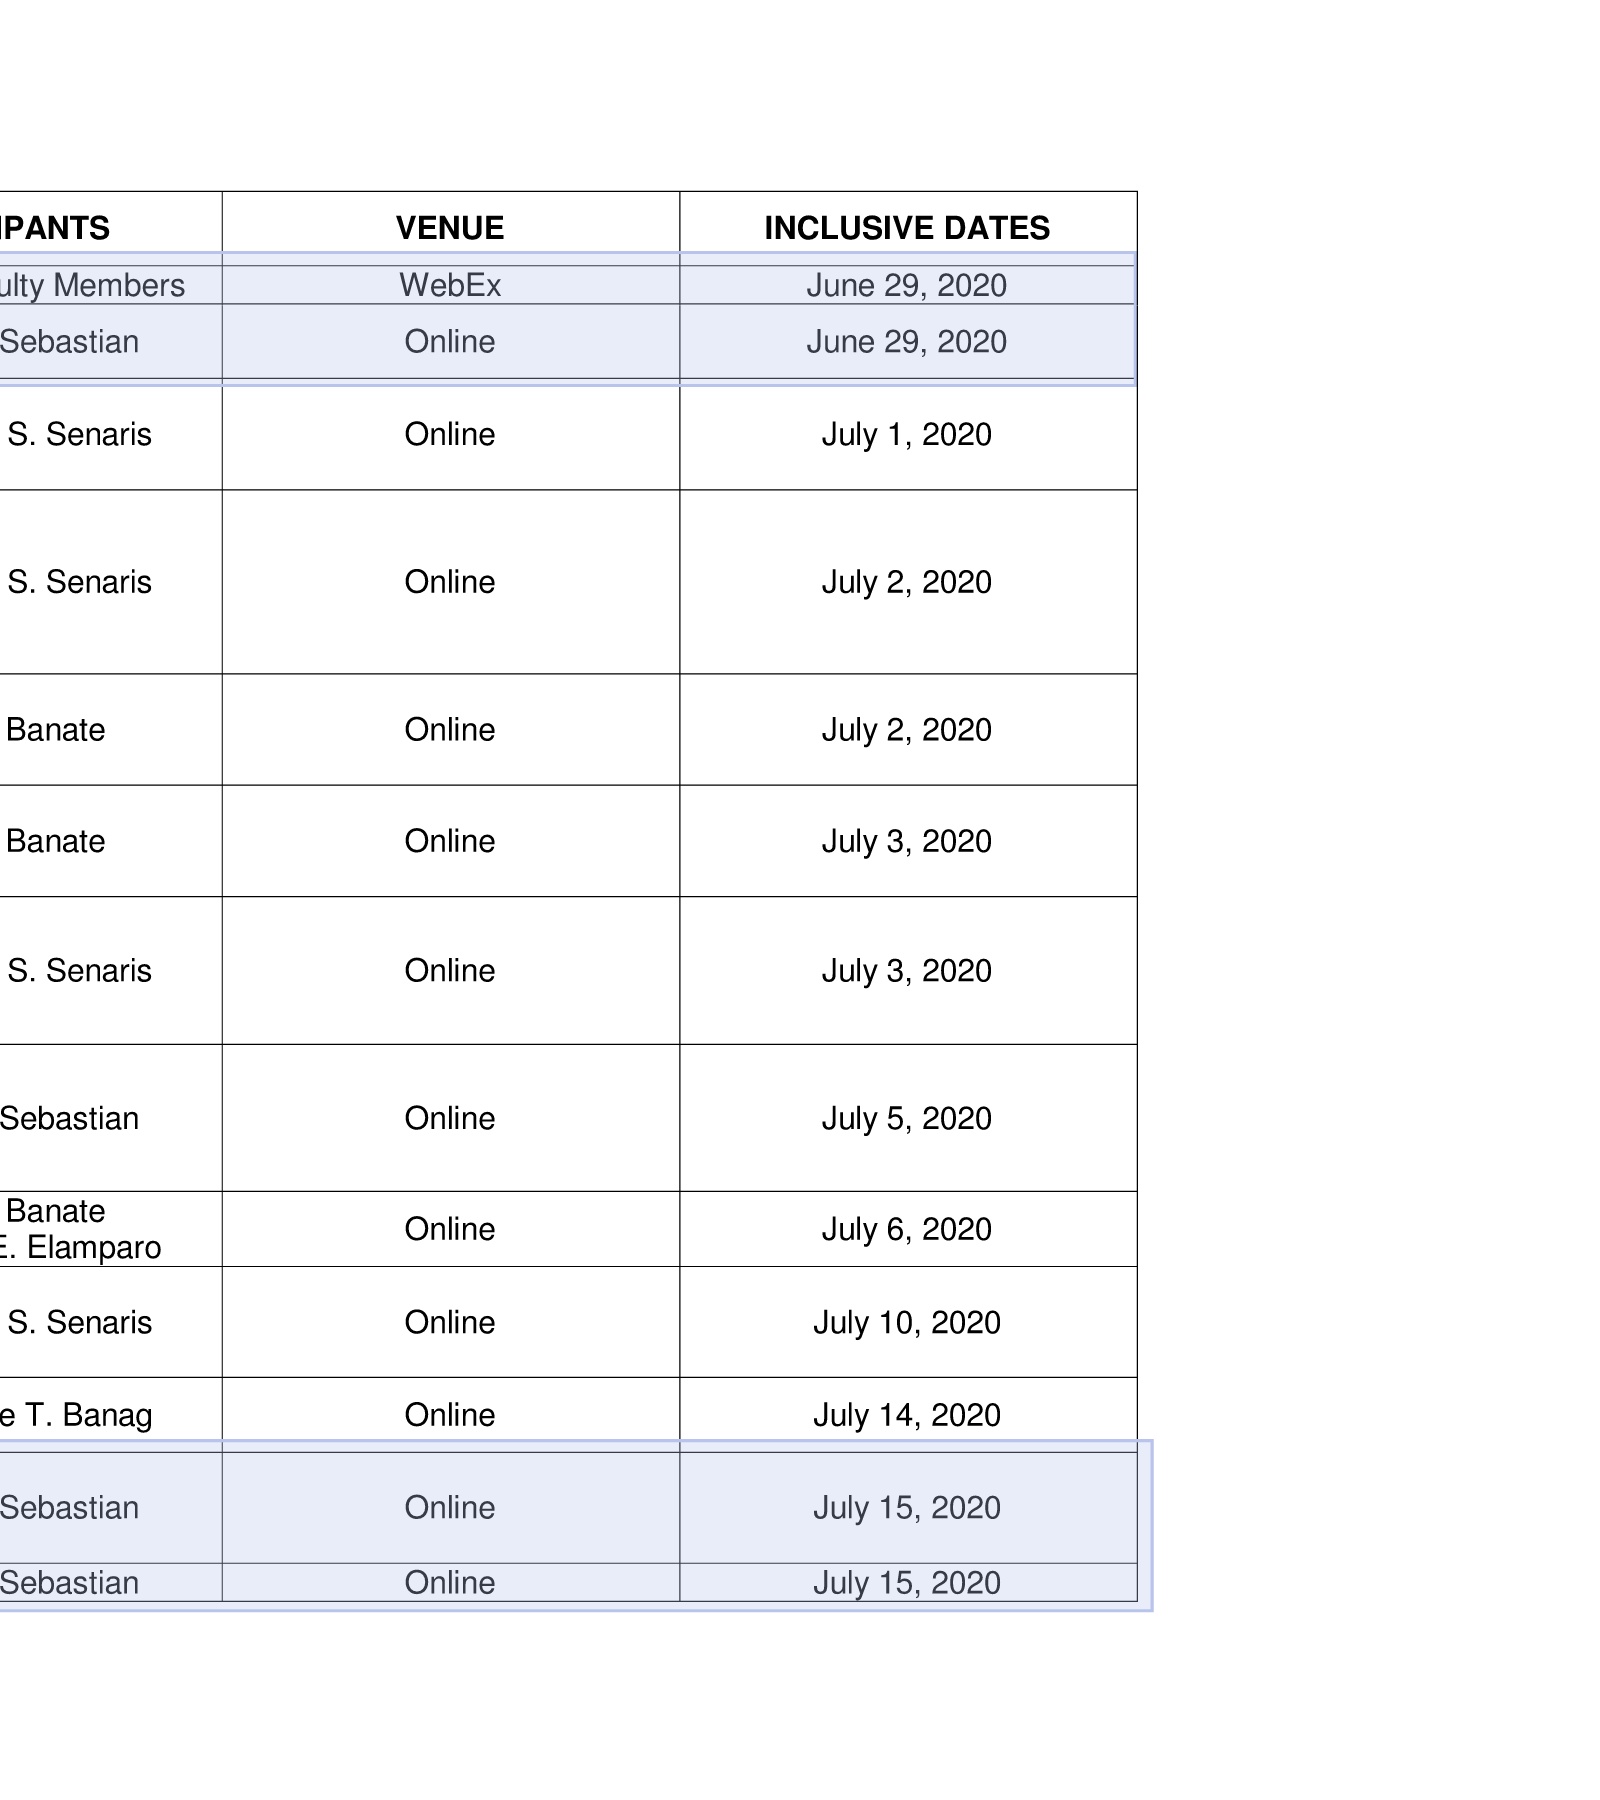 IPANTS VENUE INCLUSIVE DATES
ulty Members WebEx June 29, 2020
Sebastian Online June 29, 2020
S. Senaris Online July 1, 2020
S. Senaris Online July 2, 2020
Banate Online July 2, 2020
Banate Online July 3, 2020
S. Senaris Online July 3, 2020
Sebastian Online July 5, 2020
Banate
E. Elamparo Online July 6, 2020
S. Senaris Online July 10, 2020
e T. Banag Online July 14, 2020
Sebastian Online July 15, 2020
Sebastian Online July 15, 2020